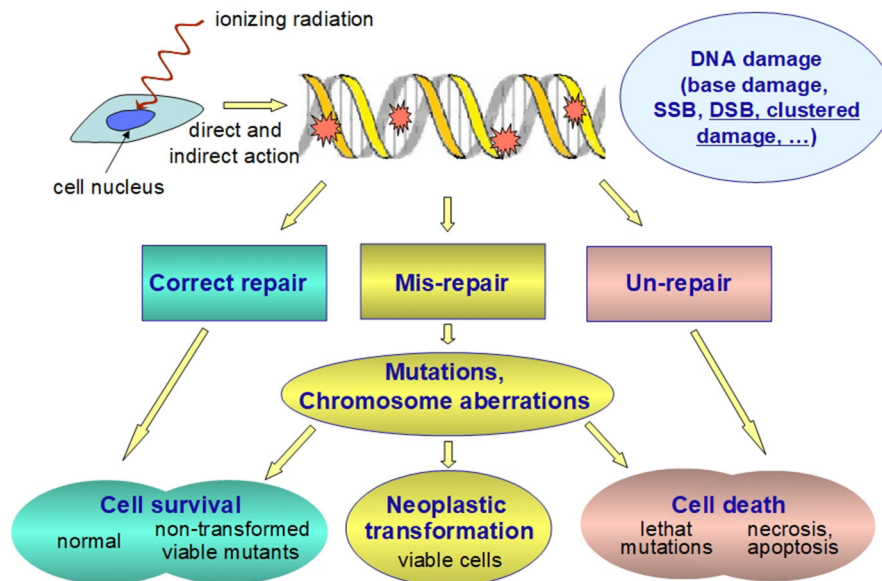 ionizing radiation
direct and
indirect action
cell nucleus
DNA damage
(base damage,
SSB, DSB, clustered
damage, …)
Correct repair
Mis-repair
Un-repair
Mutations,
Chromosome aberrations
Cell survival
normal
non-transformed
viable mutants
Neoplastic
transformation
viable cells
Cell death
lethat
mutations
necrosis,
apoptosis